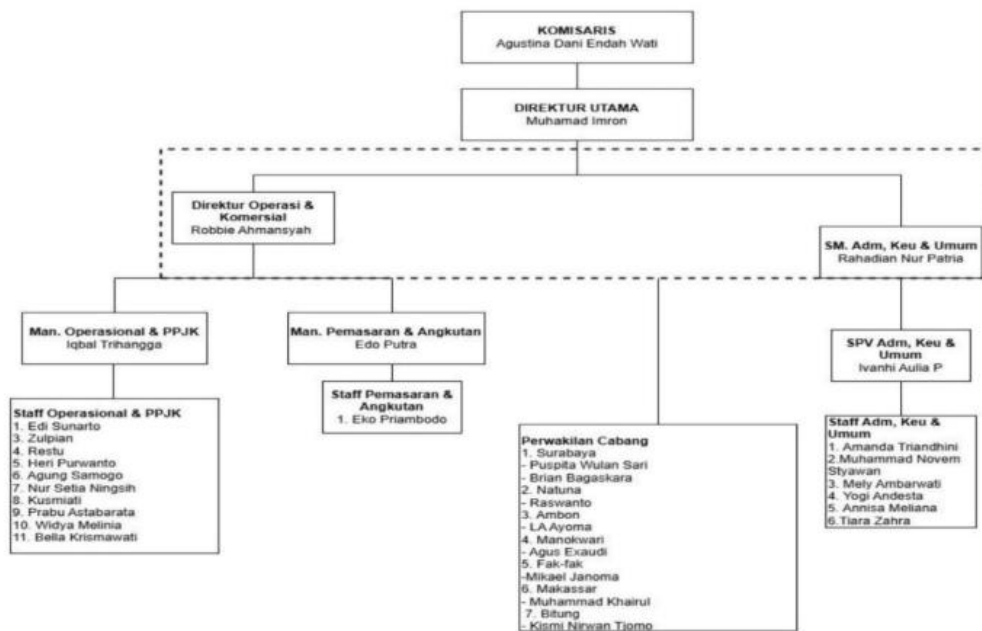 KOMISARIS
Agustina Dani Endah Wati
DIREKTUR UTAMA
Muhamad Imron
Direktur Operasi &
Komersial
Robbie Ahmansyah
SM. Adm, Keu & Umum
Rahadian Nur Patria
Man. Operasional & PPJK
Iqbal Trihangga
Man. Pemasaran & Angkutan
Edo Putra
SPV Adm, Keu &
Umum
Ivanhi Aulia P
Staff Operasional & PPJK
1. Edi Sunarto
3. Zulpian
4. Restu
5. Heri Purwanto
6. Agung Samogo
7. Nur Setia Ningsih
8. Kusmiati
9. Prabu Astabarata
10. Widya Melinia
11. Bella Krismawati
Staff Pemasaran &
Angkutan
1. Eko Priambodo
Perwakilan Cabang
1. Surabaya
- Puspita Wulan Sari
- Brian Bagaskara
2. Natuna
- Raswanto
3. Ambon
- LA Ayoma
4. Manokwari
- Agus Exaudi
5. Fak-fak
-Mikael Janoma
6. Makassar
- Muhammad Khairul
7. Bitung
- Kismi Nirwan Tjomo
Staff Adm, Keu &
Umum
1. Amanda Triandhini
2.Muhammad Novem
Styawan
3. Mely Ambarwati
4. Yogi Andesta
5. Annisa Meliana
6.Tiara Zahra